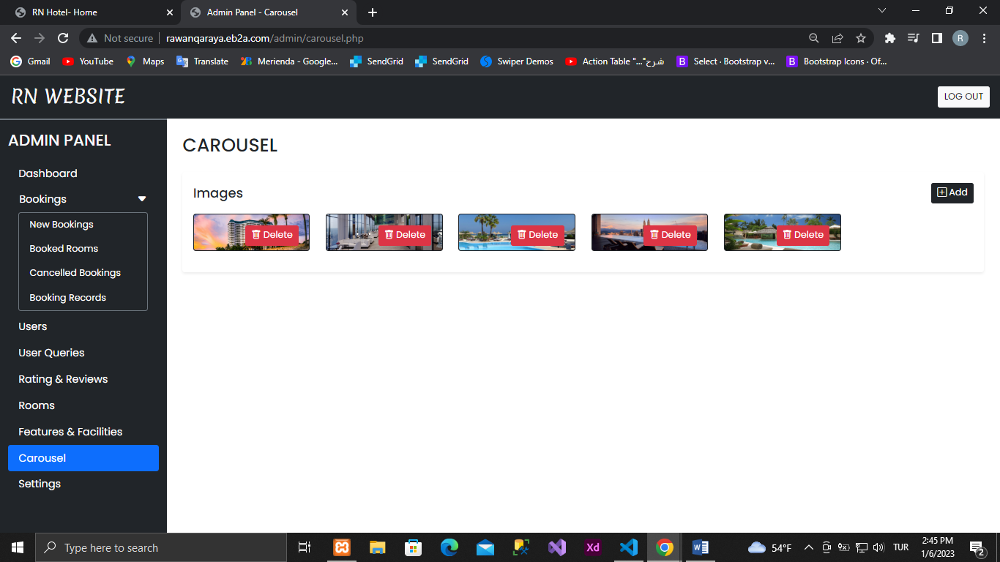 RN Hotel- Home
Admin Panel - Carousel
Not secure rawanqaraya.eb2a.com/admin/carousel.php
R
Gmail YouTube Maps Translate Merienda - Google... SendGrid SendGrid Swiper Demos Action Table "..."شرح Select · Bootstrap v... Bootstrap Icons · Of...
RN WEBSITE
LOG OUT
ADMIN PANEL
Dashboard
Bookings
New Bookings
Booked Rooms
Cancelled Bookings
Booking Records
Users
User Queries
Rating & Reviews
Rooms
Features & Facilities
Carousel
Settings
CAROUSEL
Images
Add
Delete Delete Delete Delete Delete
Type here to search
Xd
54°F
TUR
2:45 PM
1/6/2023
2